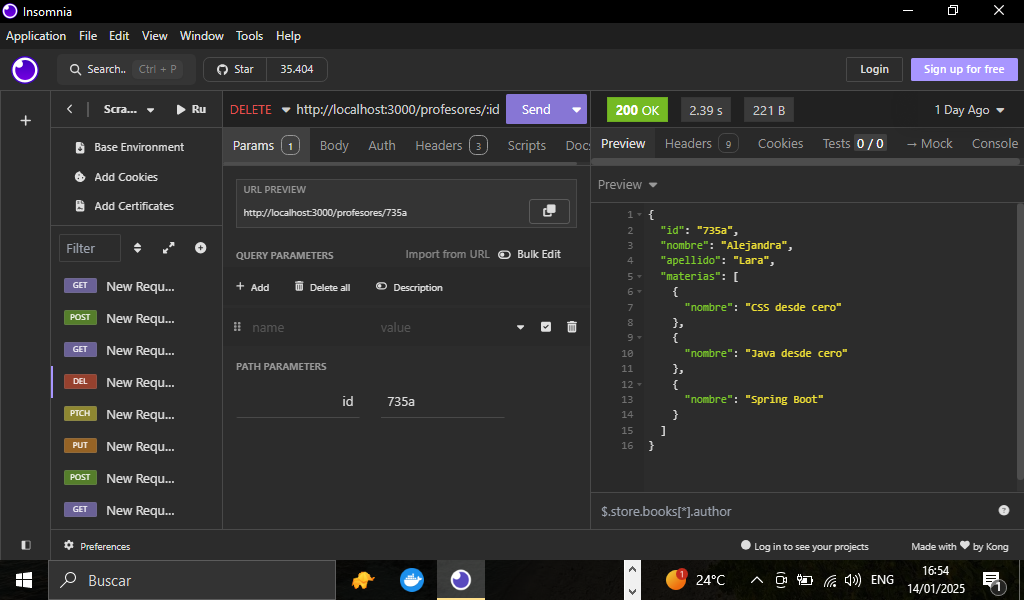 Insomnia
Application File Edit View Window Tools Help
Search.. Ctrl + P Star 35.404 Login Sign up for free
Scra... Ru
Base Environment
Add Cookies
Add Certificates
Filter
GET New Requ...
POST New Requ...
GET New Requ...
DEL New Requ...
PTCH New Requ...
PUT New Requ...
POST New Requ...
GET New Requ...
DELETE http://localhost:3000/profesores/:id Send
Params 1 Body Auth Headers 3 Scripts Docs
URL PREVIEW
http://localhost:3000/profesores/735a
QUERY PARAMETERS Import from URL Bulk Edit
+ Add Delete all Description
name value
PATH PARAMETERS
id 735a
200 OK 2.39 s 221 B 1 Day Ago
Preview Headers 9 Cookies Tests 0 / 0 → Mock Console
Preview
1 {
2 "id": "735a",
3 "nombre": "Alejandra",
4 "apellido": "Lara",
5 "materias": [
6 {
7 "nombre": "CSS desde cero"
8 },
9 {
10 "nombre": "Java desde cero"
11 },
12 {
13 "nombre": "Spring Boot"
14 }
15 ]
16 }
$.store.books[*].author
Preferences Log in to see your projects Made with ♥ by Kong
Buscar 1 24°C ENG 16:54
14/01/2025 1